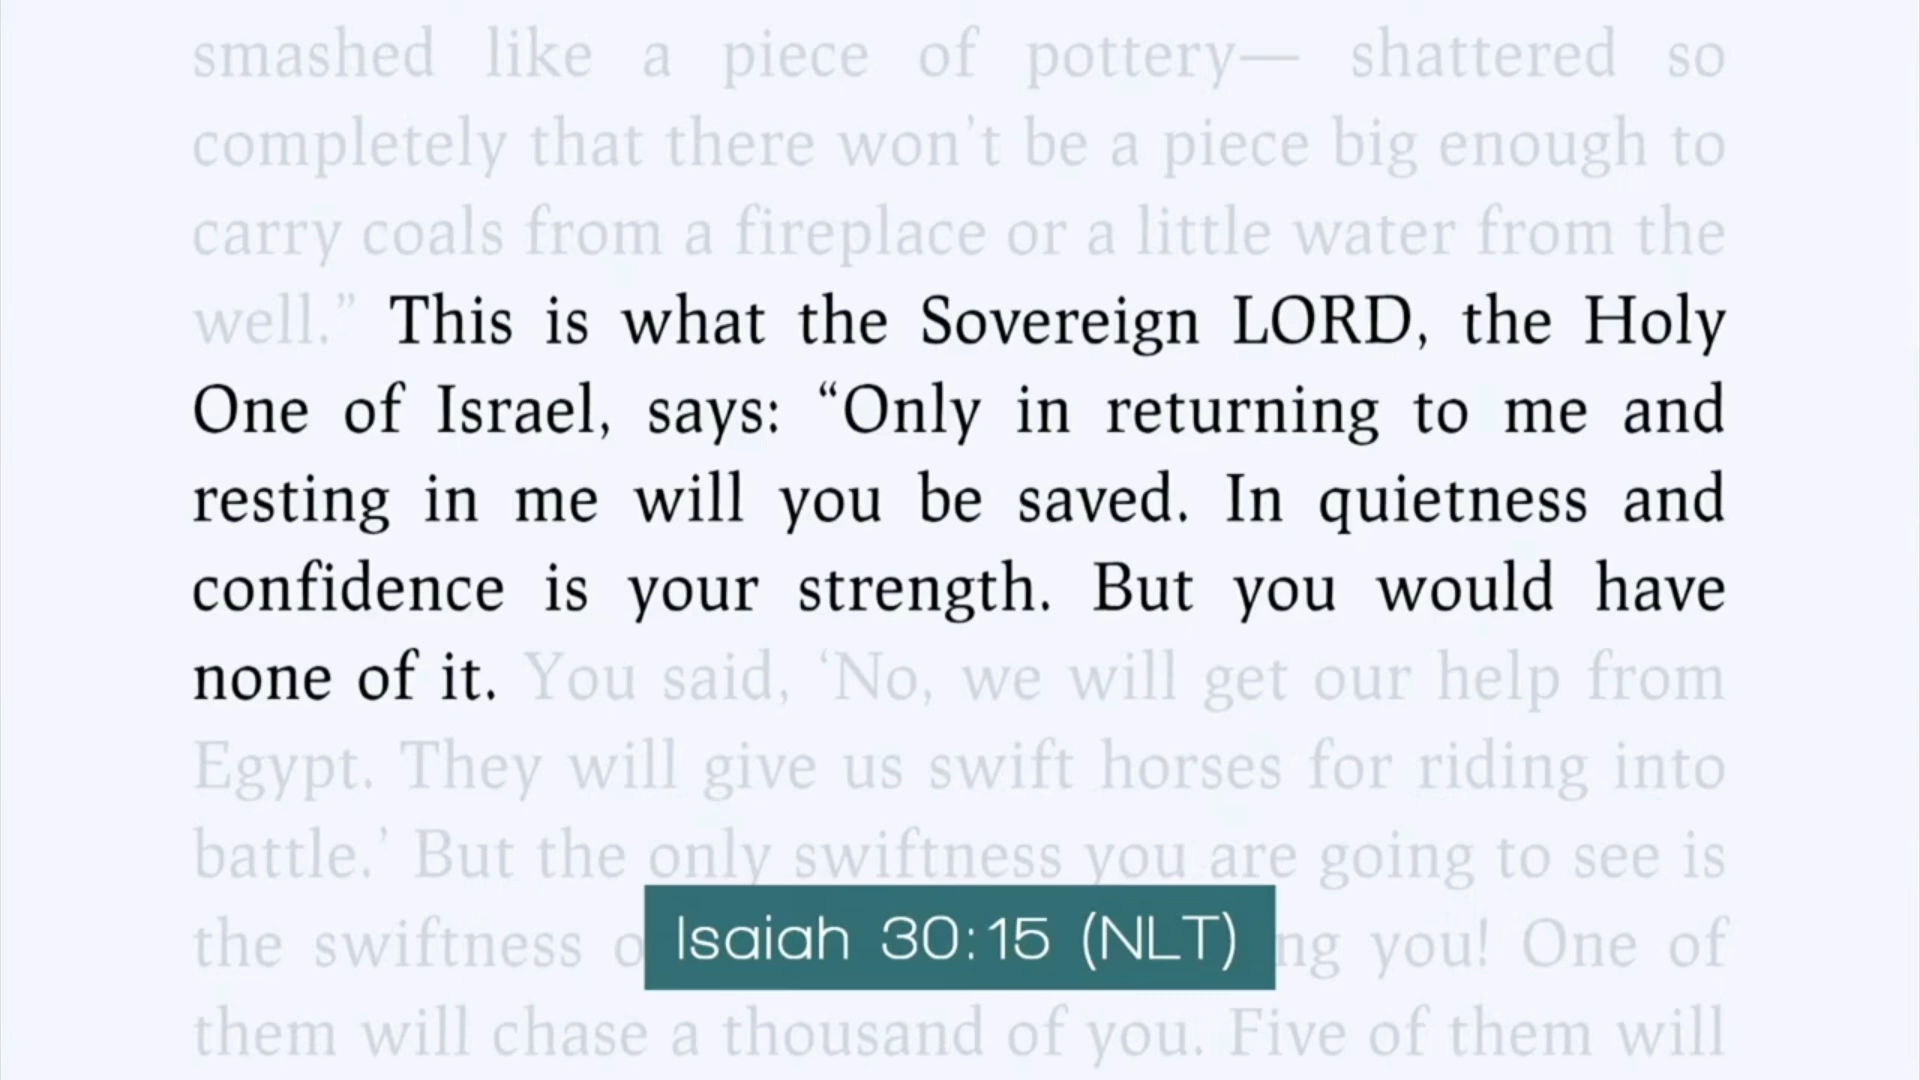 smashed like a piece of pottery— shattered so
completely that there won't be a piece big enough to
carry coals from a fireplace or a little water from the
well.” This is what the Sovereign LORD, the Holy
One of Israel, says: “Only in returning to me and
resting in me will you be saved. In quietness and
confidence is your strength. But you would have
none of it. You said, ‘No, we will get our help from
Egypt. They will give us swift horses for riding into
battle.’ But the only swiftness you are going to see is
the swiftness you! One of
Isaiah 30:15 (NLT)
them will chase a thousand of you. Five of them will